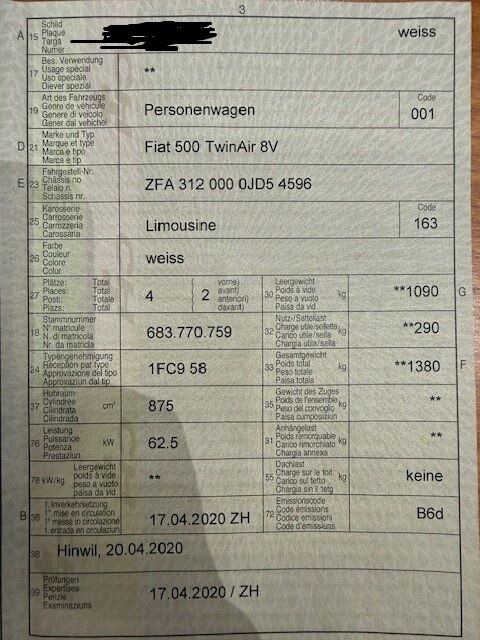 3
A 15 Schild weiss
Plaque
Targa
Numer
17 Bes. Verwendung **
Usage spécial
Uso speciale
Diever spezial
19 Art des Fahrzeugs Personenwagen Code 001
Genre de véhicule
Genere di veicolo
Gener dal vehichel
D 21 Marke und Typ Fiat 500 TwinAir 8V
Marque et type
Marca e tipo
Marca e tip
E 23 Fahrgestell-Nr. ZFA 312 000 0JD5 4596
Châssis no
Telaio n.
Schassis nr.
25 Karosserie Limousine Code 163
Carrosserie
Carrozzeria
Carossaria
26 Farbe weiss
Couleur
Colore
Colur
27 Plätze: Total 4 ( 2 vorne)
Places: Total avant)
Posti: Totale anteriori)
Plazs: Total davant)
30 Leergewicht kg **1090 G
Poids à vide
Peso a vuoto
Paisa da vid
18 Stammnummer 683.770.759
N° matricule
N. di matricola
Nr. da matricla
32 Nutz-/Sattellast kg **290
Charge utile/sellette
Carico utile/sella
Chargia utila/sella
24 Typengenehmigung 1FC9 58
Réception par type
Approvazione del tipo
Approvaziun dal tip
33 Gesamtgewicht kg **1380 F
Poids total
Peso totale
Paisa totala
37 Hubraum cm³ 875
Cylindrée
Cilindrata
Cilindrada
35 Gewicht des Zuges kg **
Poids de l'ensemble
Peso del convoglio
Paisa cumposiziun
76 Leistung kW 62.5
Puissance
Potenza
Prestaziun
31 Anhängelast kg **
Poids remorquable
Carico rimorchiato
Chargia annexa
78 kW/kg Leergewicht **
poids à vide
peso a vuoto
paisa da vid
55 Dachlast kg keine
Charge sur le toit
Carico sul tetto
Chargia sin il tetg
B 36 1. Inverkehrsetzung 17.04.2020 ZH
1re mise en circulation
1a messa in circolazione
1. entrada en circulaziun
72 Emissionscode B6d
Code émissions
Codice emissioni
Code d'emissiuns
38 Hinwil, 20.04.2020
39 Prüfungen 17.04.2020 / ZH
Expertises
Perizie
Examinaziuns